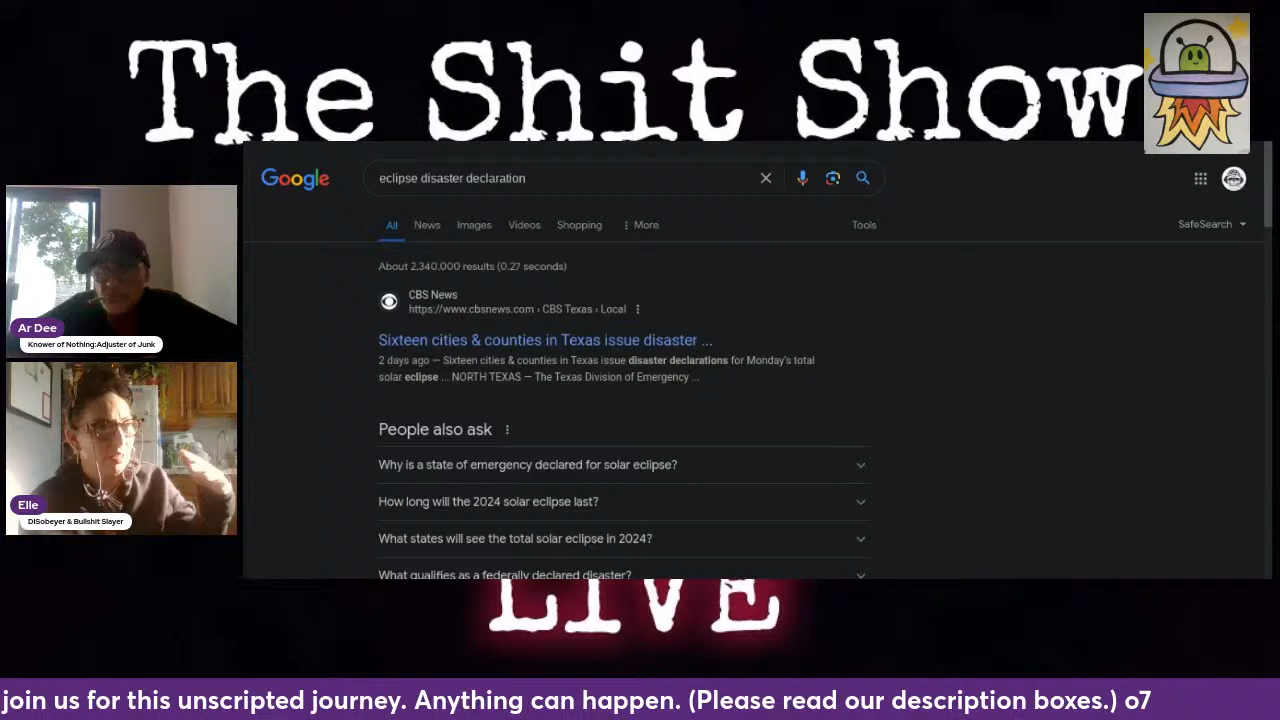 The Shit Show
Google
eclipse disaster declaration
All News Images Videos Shopping More Tools SafeSearch
About 2,340,000 results (0.27 seconds)
CBS News
https://www.cbsnews.com › CBS Texas › Local
Sixteen cities & counties in Texas issue disaster ...
2 days ago — Sixteen cities & counties in Texas issue disaster declarations for Monday's total
solar eclipse ... NORTH TEXAS — The Texas Division of Emergency ...
People also ask
Why is a state of emergency declared for solar eclipse?
How long will the 2024 solar eclipse last?
What states will see the total solar eclipse in 2024?
What qualifies as a federally declared disaster?
Ar Dee
Knower of Nothing:Adjuster of Junk
Elle
DISobeyer & Bullshit Slayer
LIVE
join us for this unscripted journey. Anything can happen. (Please read our description boxes.) o7